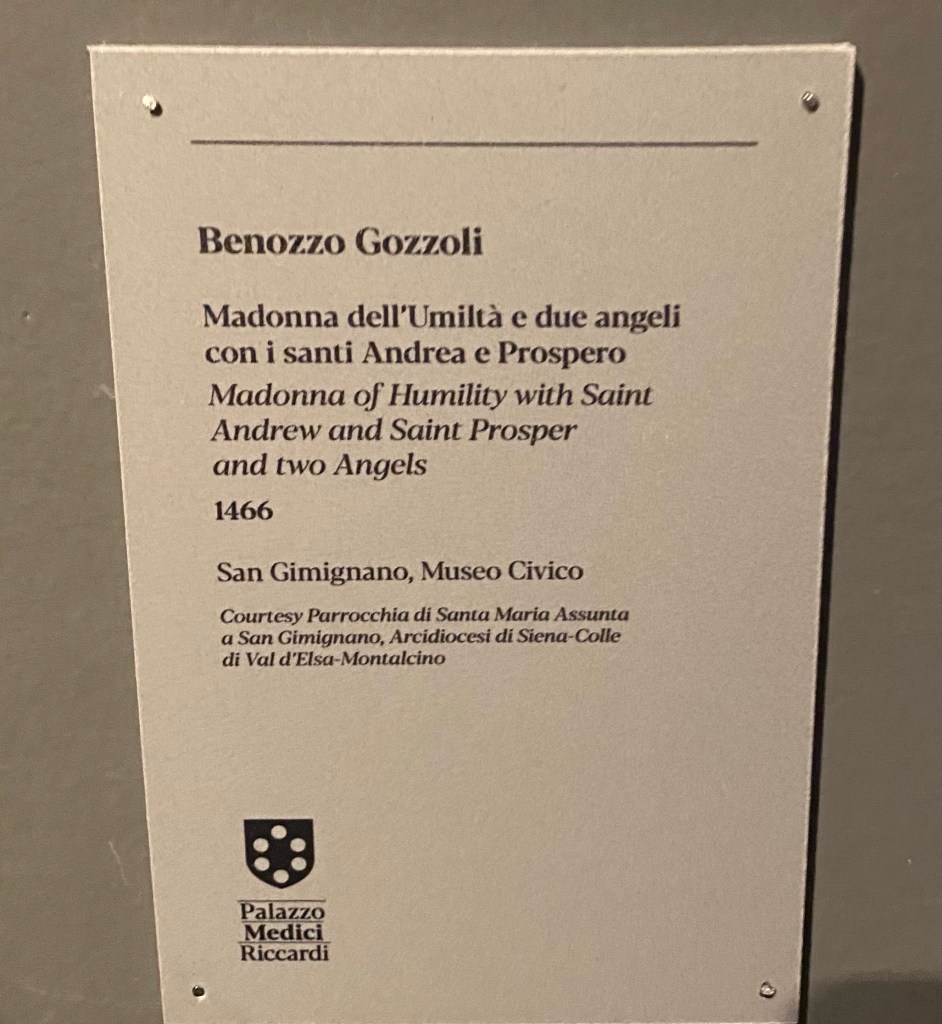 Benozzo Gozzoli
Madonna dell'Umiltà e due angeli
con i santi Andrea e Prospero
Madonna of Humility with Saint
Andrew and Saint Prosper
and two Angels
1466
San Gimignano, Museo Civico
Courtesy Parrocchia di Santa Maria Assunta
a San Gimignano, Arcidiocesi di Siena-Colle
di Val d'Elsa-Montalcino
Palazzo
Medici
Riccardi